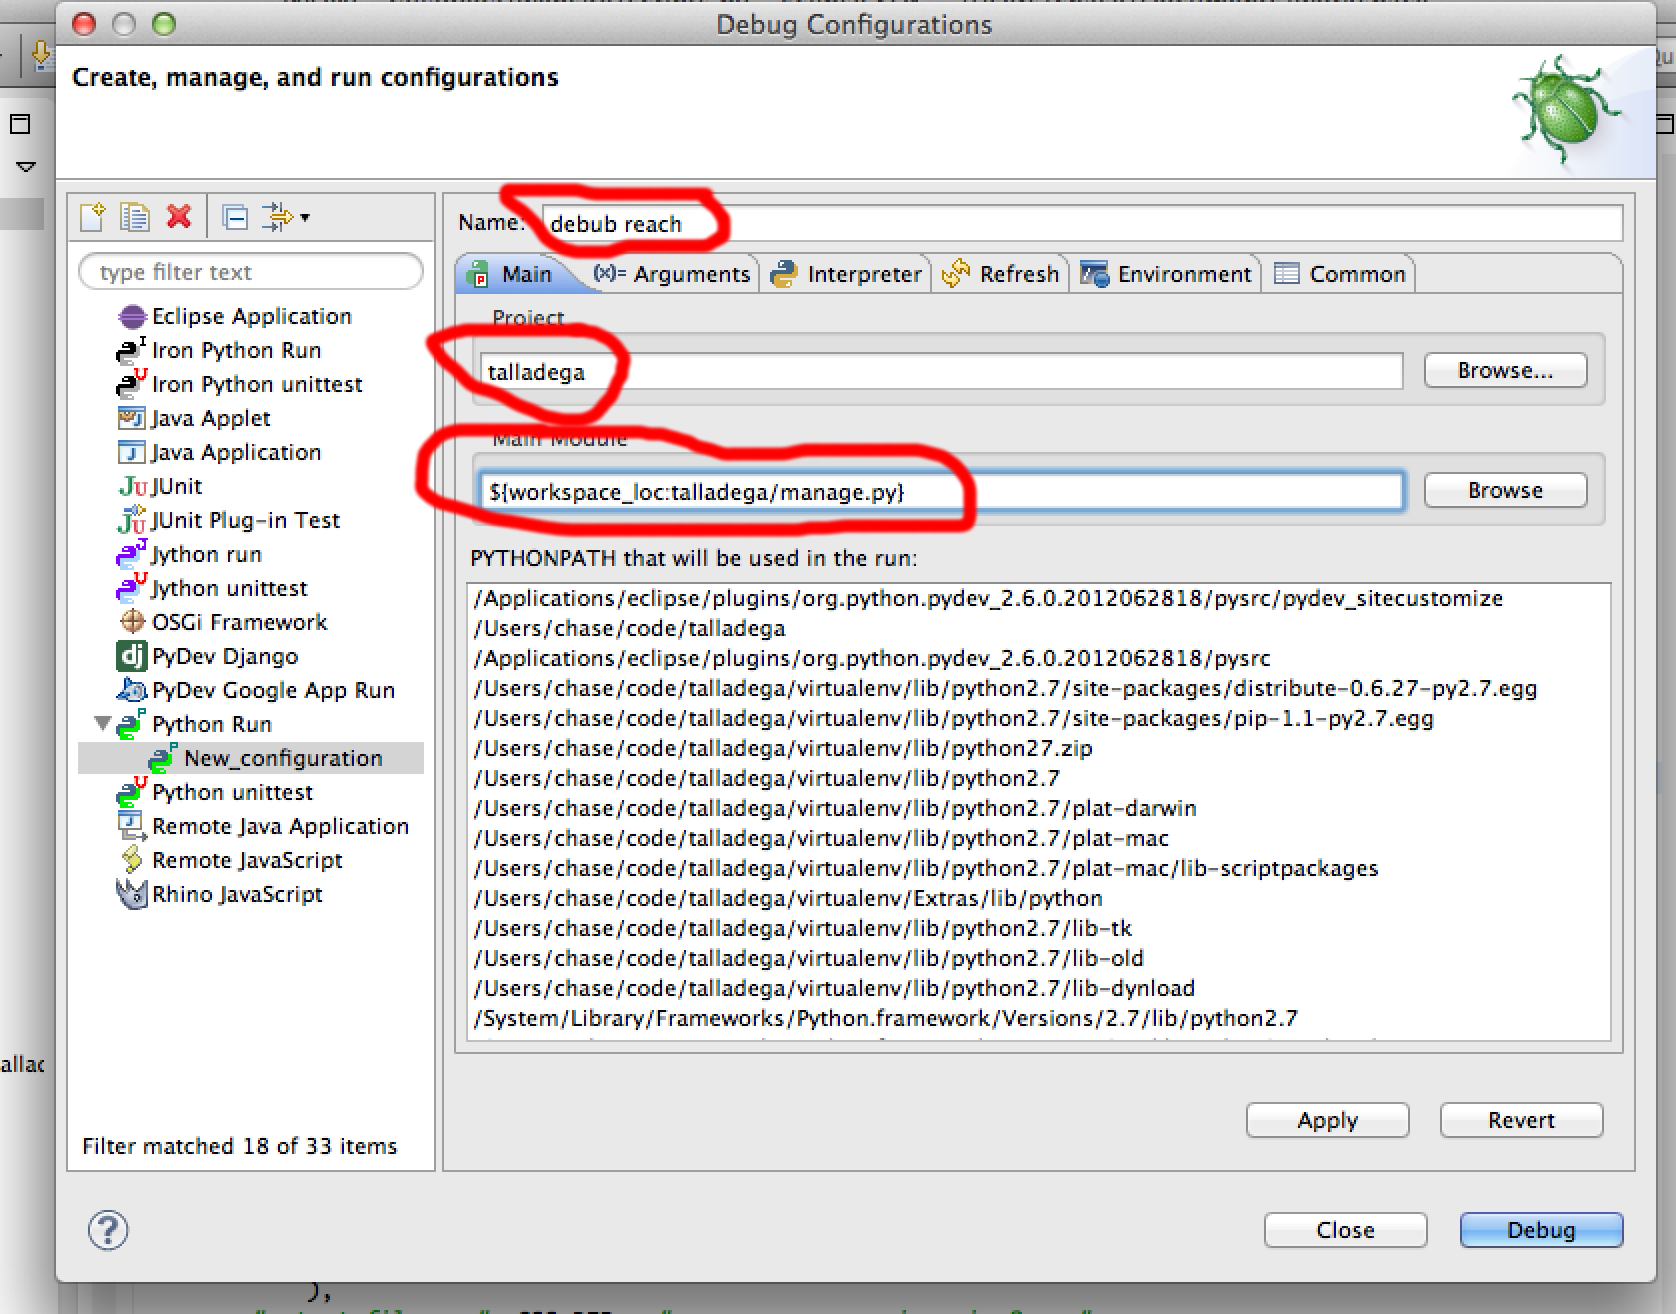 Debug Configurations
Create, manage, and run configurations
type filter text
Eclipse Application
Iron Python Run
Iron Python unittest
Java Applet
Java Application
JUnit
JUnit Plug-in Test
Jython run
Jython unittest
OSGi Framework
PyDev Django
PyDev Google App Run
Python Run
New_configuration
Python unittest
Remote Java Application
Remote JavaScript
Rhino JavaScript
Filter matched 18 of 33 items
Name: debub reach
Main (x)= Arguments Interpreter Refresh Environment Common
Project
talladega Browse...
Main Module
${workspace_loc:talladega/manage.py} Browse
PYTHONPATH that will be used in the run:
/Applications/eclipse/plugins/org.python.pydev_2.6.0.2012062818/pysrc/pydev_sitecustomize
/Users/chase/code/talladega
/Applications/eclipse/plugins/org.python.pydev_2.6.0.2012062818/pysrc
/Users/chase/code/talladega/virtualenv/lib/python2.7/site-packages/distribute-0.6.27-py2.7.egg
/Users/chase/code/talladega/virtualenv/lib/python2.7/site-packages/pip-1.1-py2.7.egg
/Users/chase/code/talladega/virtualenv/lib/python27.zip
/Users/chase/code/talladega/virtualenv/lib/python2.7
/Users/chase/code/talladega/virtualenv/lib/python2.7/plat-darwin
/Users/chase/code/talladega/virtualenv/lib/python2.7/plat-mac
/Users/chase/code/talladega/virtualenv/lib/python2.7/plat-mac/lib-scriptpackages
/Users/chase/code/talladega/virtualenv/Extras/lib/python
/Users/chase/code/talladega/virtualenv/lib/python2.7/lib-tk
/Users/chase/code/talladega/virtualenv/lib/python2.7/lib-old
/Users/chase/code/talladega/virtualenv/lib/python2.7/lib-dynload
/System/Library/Frameworks/Python.framework/Versions/2.7/lib/python2.7
Apply Revert
Close Debug
allac
),